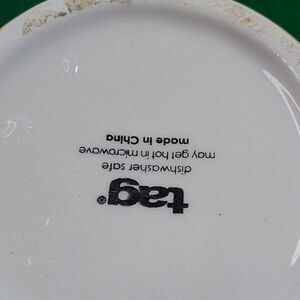 tag®
dishwasher safe
may get hot in microwave
made in China